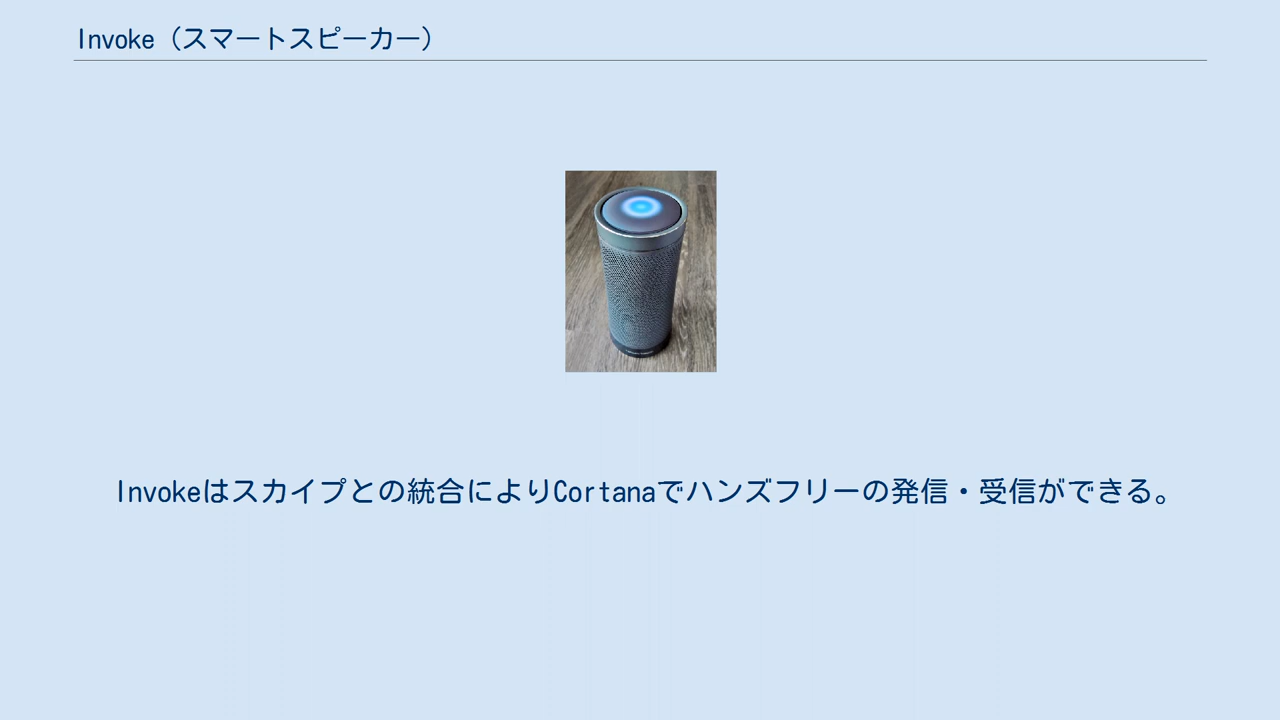 Invoke（スマートスピーカー）
Invokeはスカイプとの統合によりCortanaでハンズフリーの発信・受信ができる。